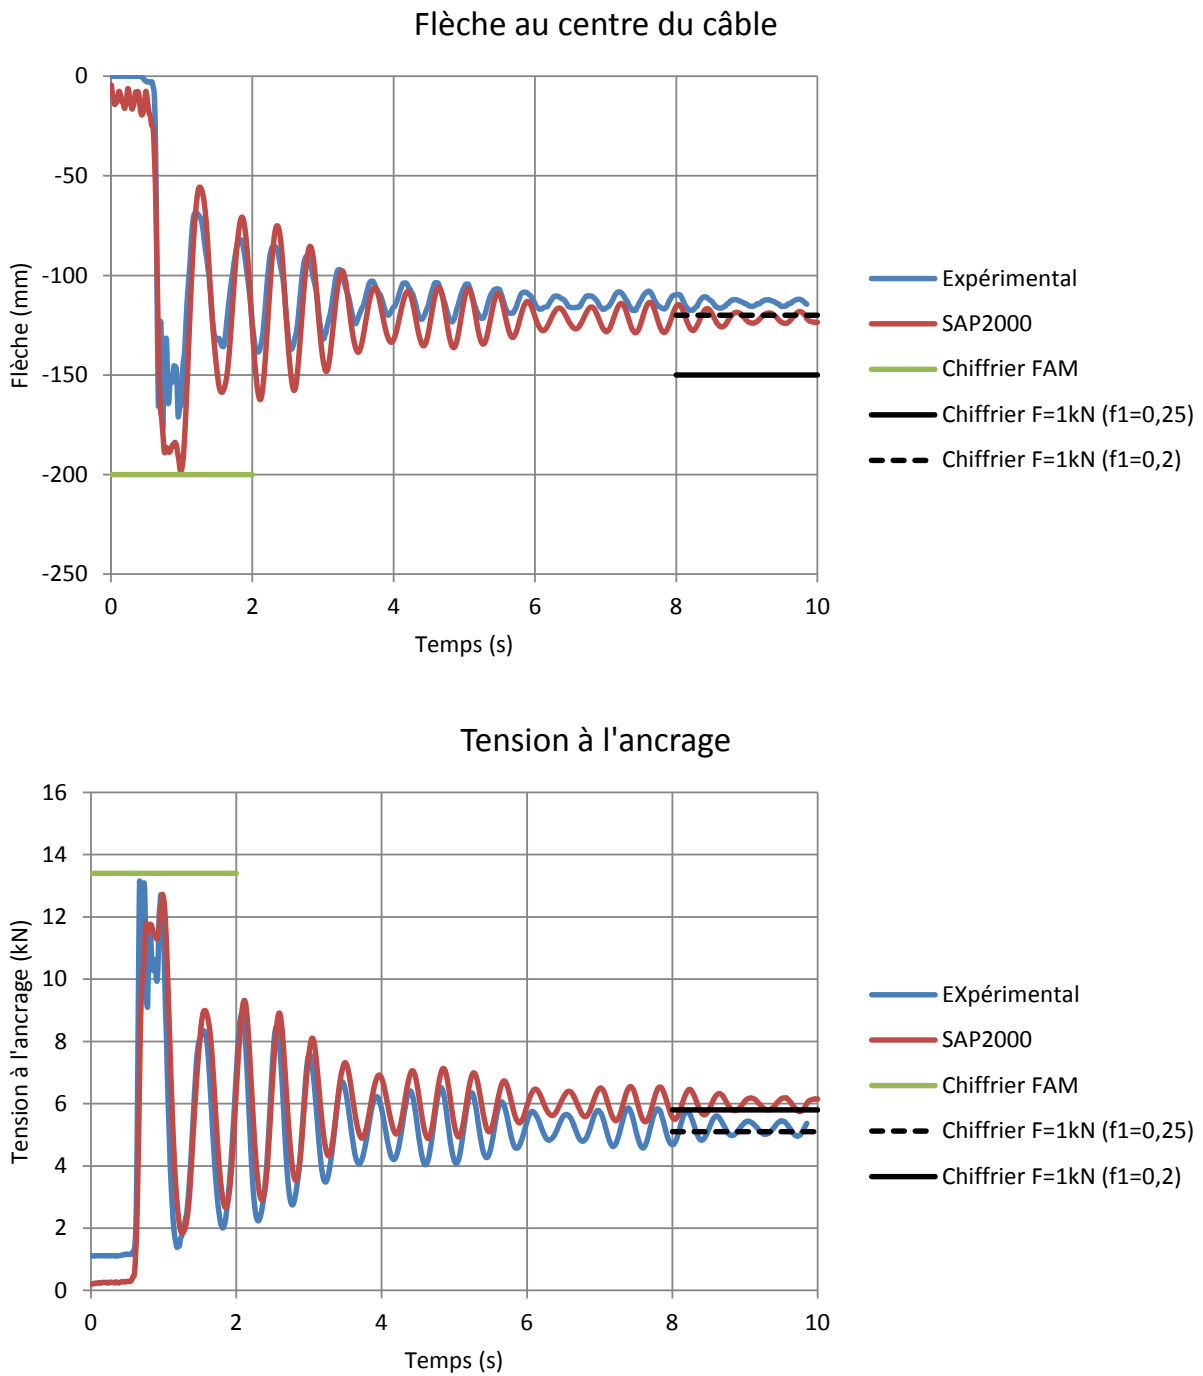 Flèche au centre du câble
0
-50
-100
-150
-200
-250
Flèche (mm)
0 2 4 6 8 10
Temps (s)
Expérimental
SAP2000
Chiffrier FAM
Chiffrier F=1kN (f1=0,25)
Chiffrier F=1kN (f1=0,2)
Tension à l'ancrage
16
14
12
10
8
6
4
2
0
Tension à l'ancrage (kN)
0 2 4 6 8 10
Temps (s)
EXpérimental
SAP2000
Chiffrier FAM
Chiffrier F=1kN (f1=0,25)
Chiffrier F=1kN (f1=0,2)